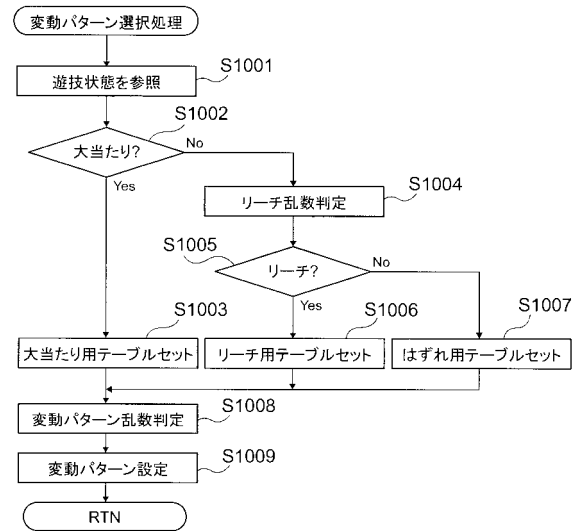 変動パターン選択処理
S1001
遊技状態を参照
S1002
大当たり?
No
Yes
S1004
リーチ乱数判定
S1005
リーチ?
No
Yes
S1003
S1006
S1007
大当たり用テーブルセット
リーチ用テーブルセット
はずれ用テーブルセット
S1008
変動パターン乱数判定
S1009
変動パターン設定
RTN